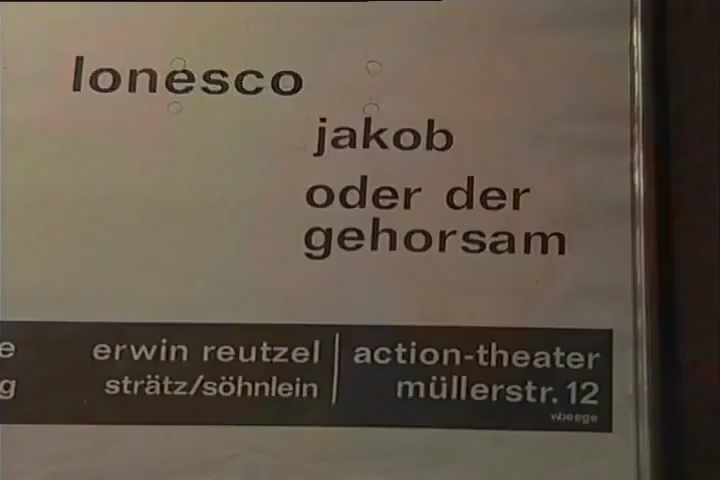 Ionesco
jakob
oder der
gehorsam
e erwin reutzel action-theater
g strätz/söhnlein müllerstr. 12